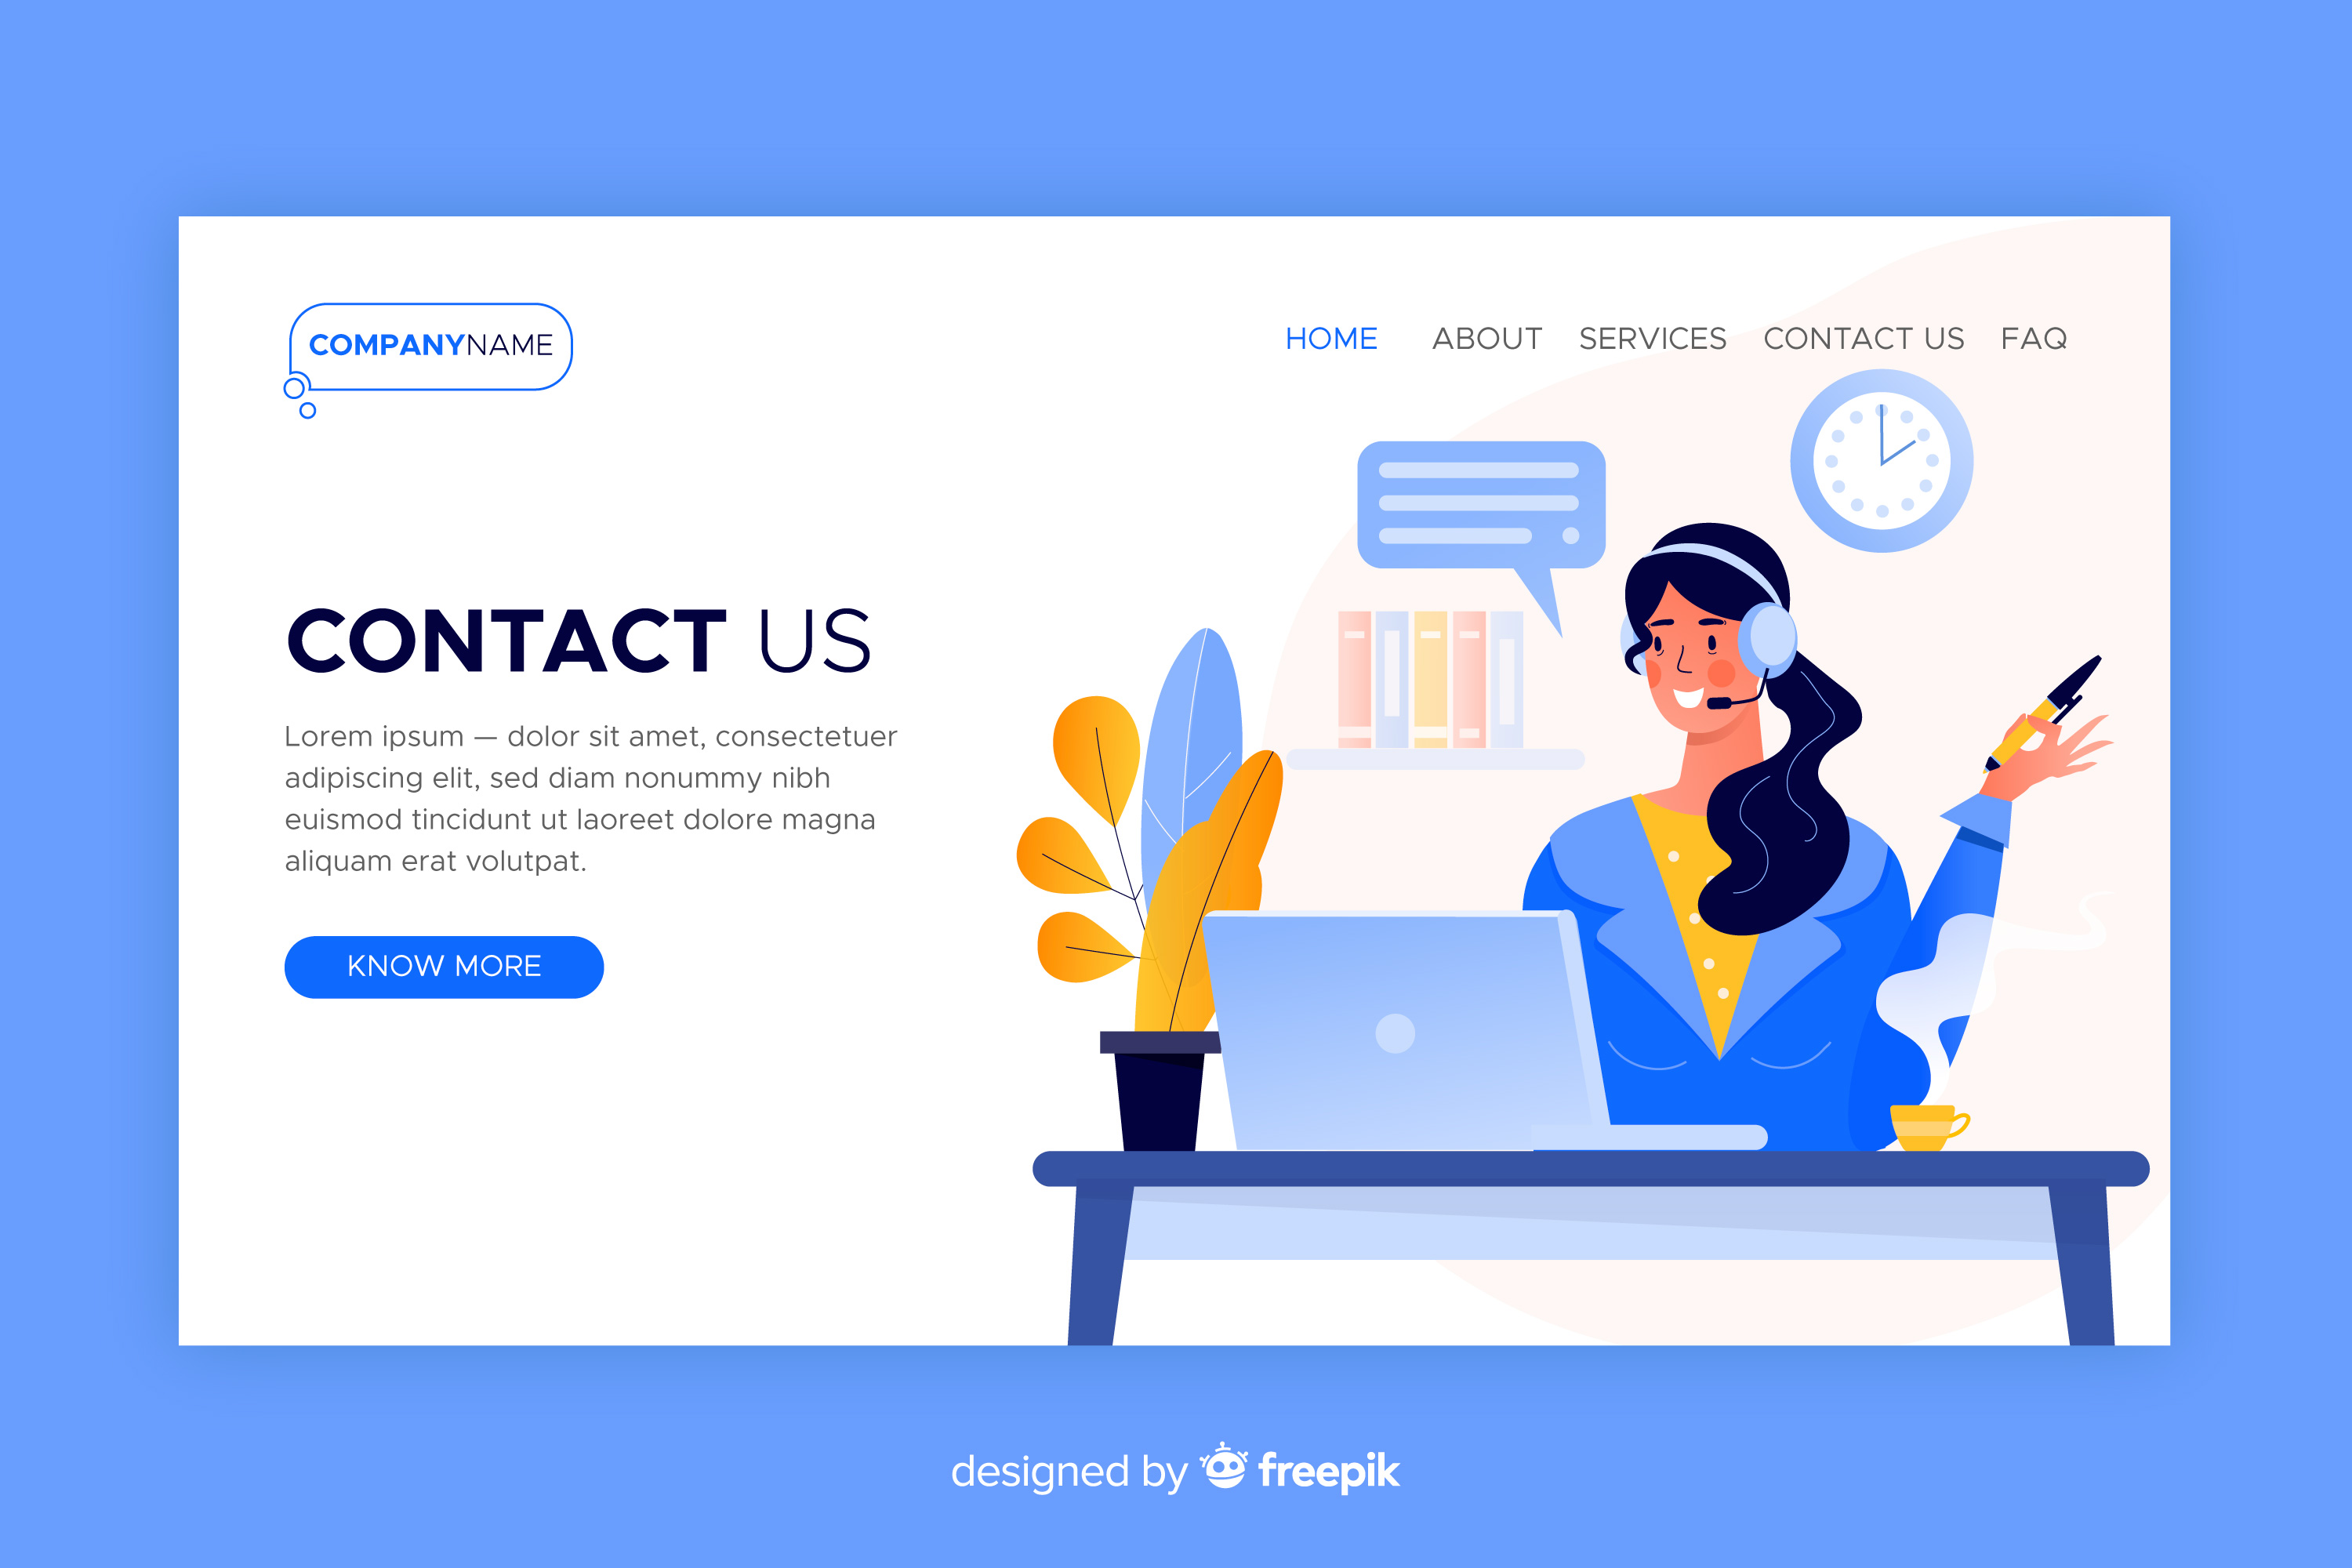 COMPANYNAME
HOME ABOUT SERVICES CONTACT US FAQ
CONTACT US
Lorem ipsum — dolor sit amet, consectetuer
adipiscing elit, sed diam nonummy nibh
euismod tincidunt ut laoreet dolore magna
aliquam erat volutpat.
KNOW MORE
designed by freepik